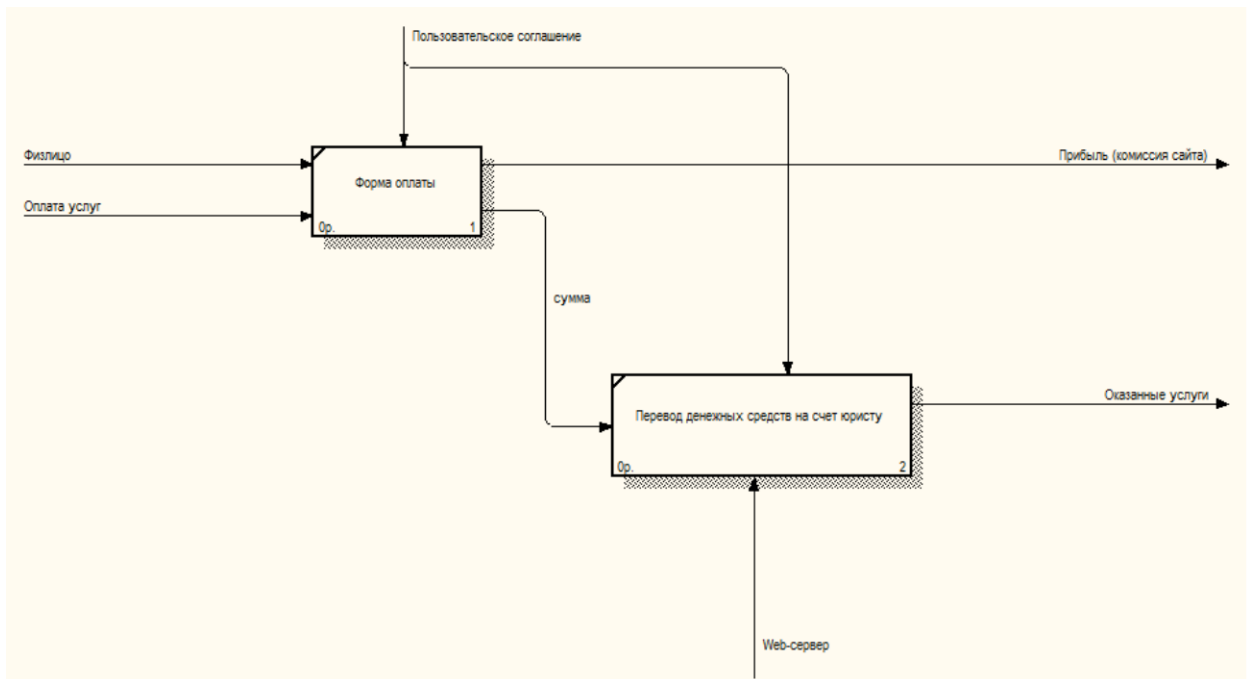 Пользовательское соглашение
Физлицо
Прибыль (комиссия сайта)
Форма оплаты
Оплата услуг
0р. 1
сумма
Оказанные услуги
Перевод денежных средств на счет юристу
0р. 2
Web-сервер